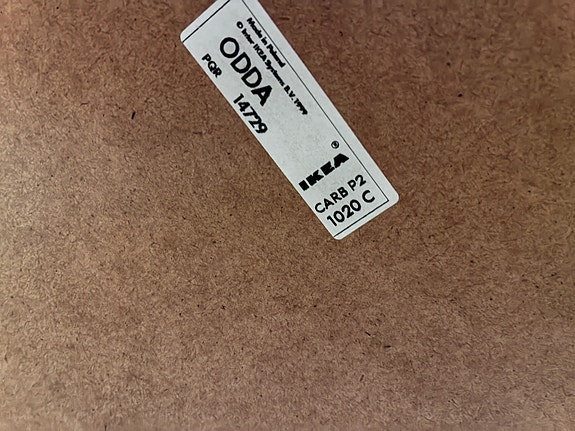 Made in Poland
© Inter IKEA Systems B.V. 1999
ODDA
PQR 14729
IKEA®
CARB P2
1020 C